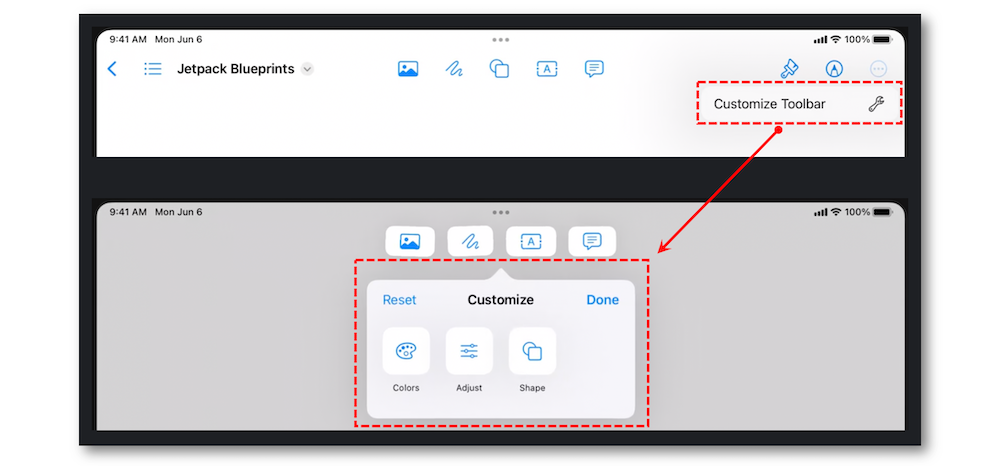 9:41 AM Mon Jun 6
100%
Jetpack Blueprints
A
Customize Toolbar
9:41 AM Mon Jun 6
100%
A
Reset
Customize
Done
Colors
Adjust
Shape